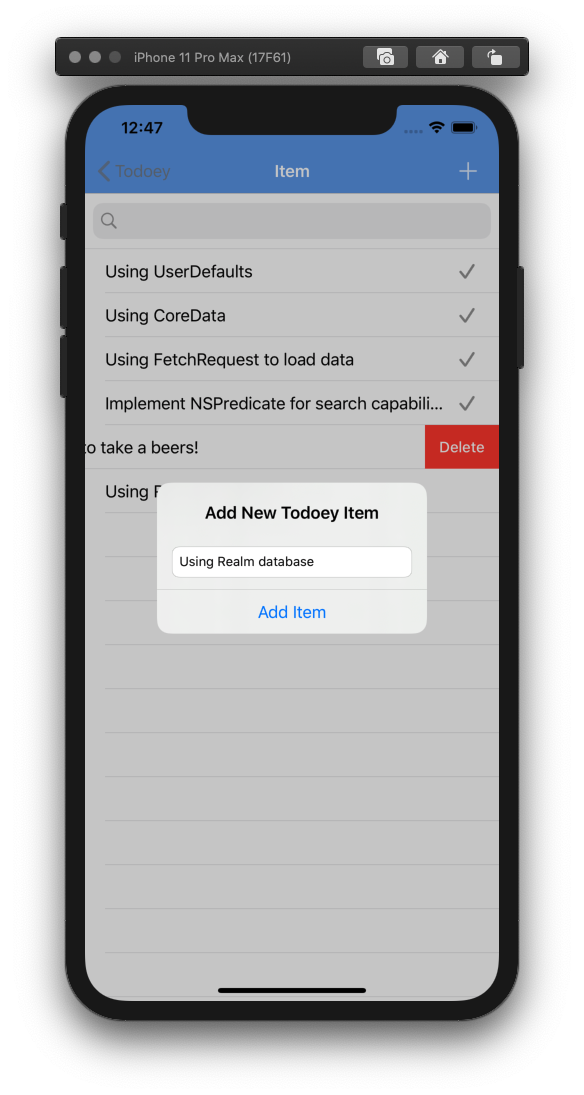 iPhone 11 Pro Max (17F61)
12:47
Todoey Item
Using UserDefaults
Using CoreData
Using FetchRequest to load data
Implement NSPredicate for search capabili...
to take a beers! Delete
Using
Add New Todoey Item
Using Realm database
Add Item